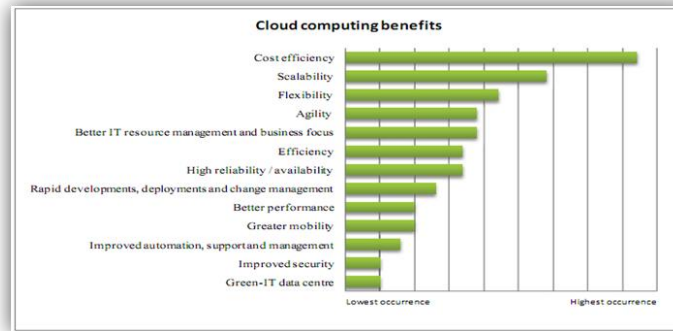 Cloud computing benefits
Cost efficiency
Scalability
Flexibility
Agility
Better IT resource management and business focus
Efficiency
High reliability / availability
Rapid developments, deployments and change management
Better performance
Greater mobility
Improved automation, support and management
Improved security
Green-IT data centre
Lowest occurrence Highest occurrence